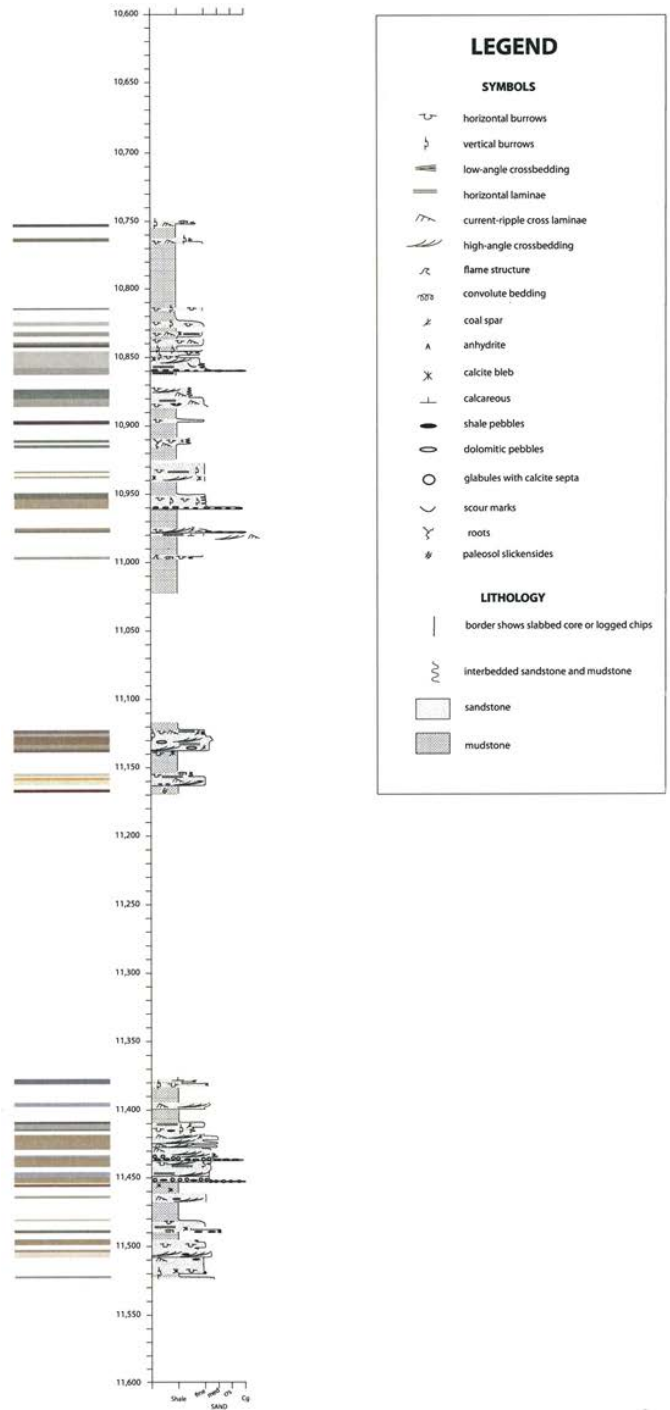 10,600
10,650
10,700
10,750
10,800
10,850
10,900
10,950
11,000
11,050
11,100
11,150
11,200
11,250
11,300
11,350
11,400
11,450
11,500
11,550
11,600
Shale fine med crs Cg
SAND
LEGEND
SYMBOLS
horizontal burrows
vertical burrows
low-angle crossbedding
horizontal laminae
current-ripple cross laminae
high-angle crossbedding
flame structure
convolute bedding
coal spar
anhydrite
calcite bleb
calcareous
shale pebbles
dolomitic pebbles
glabules with calcite septa
scour marks
roots
paleosol slickensides
LITHOLOGY
border shows slabbed core or logged chips
interbedded sandstone and mudstone
sandstone
mudstone